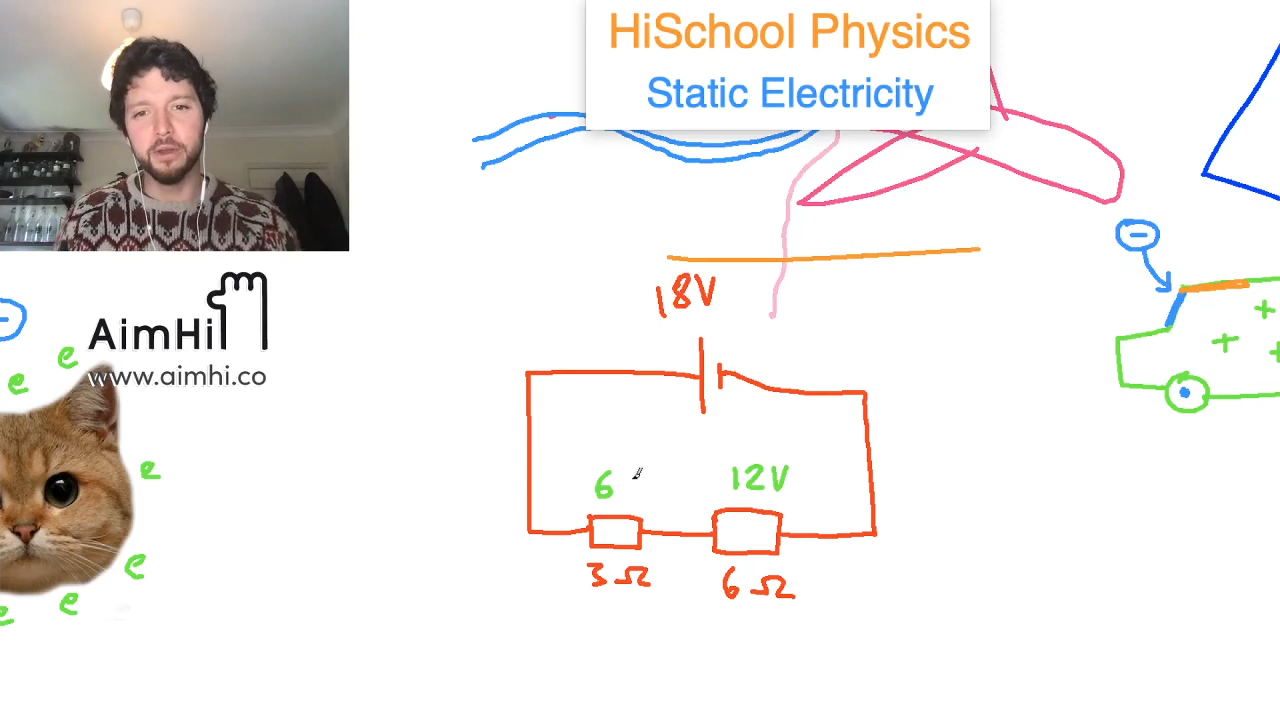 HiSchool Physics
Static Electricity
18V
AimHi
www.aimhi.co
e
e
e
e
e
e
6
12V
3Ω
6Ω
−
−
+
+
+